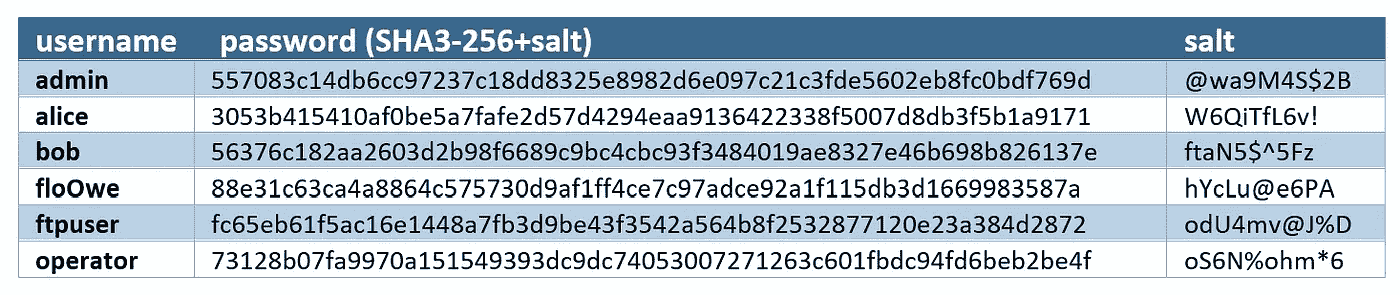 username password (SHA3-256+salt) salt
admin 557083c14db6cc97237c18dd8325e8982d6e097c21c3fde5602eb8fc0bdf769d @wa9M4S$2B
alice 3053b415410af0be5a7fafe2d57d4294eaa9136422338f5007d8db3f5b1a9171 W6QiTfL6v!
bob 56376c182aa2603d2b98f6689c9bc4cbc93f3484019ae8327e46b698b826137e ftaN5$^5Fz
floOwe 88e31c63ca4a8864c575730d9af1ff4ce7c97adce92a1f115db3d1669983587a hYcLu@e6PA
ftpuser fc65eb61f5ac16e1448a7fb3d9be43f3542a564b8f2532877120e23a384d2872 odU4mv@J%D
operator 73128b07fa9970a151549393dc9dc74053007271263c601fbdc94fd6beb2be4f oS6N%ohm*6